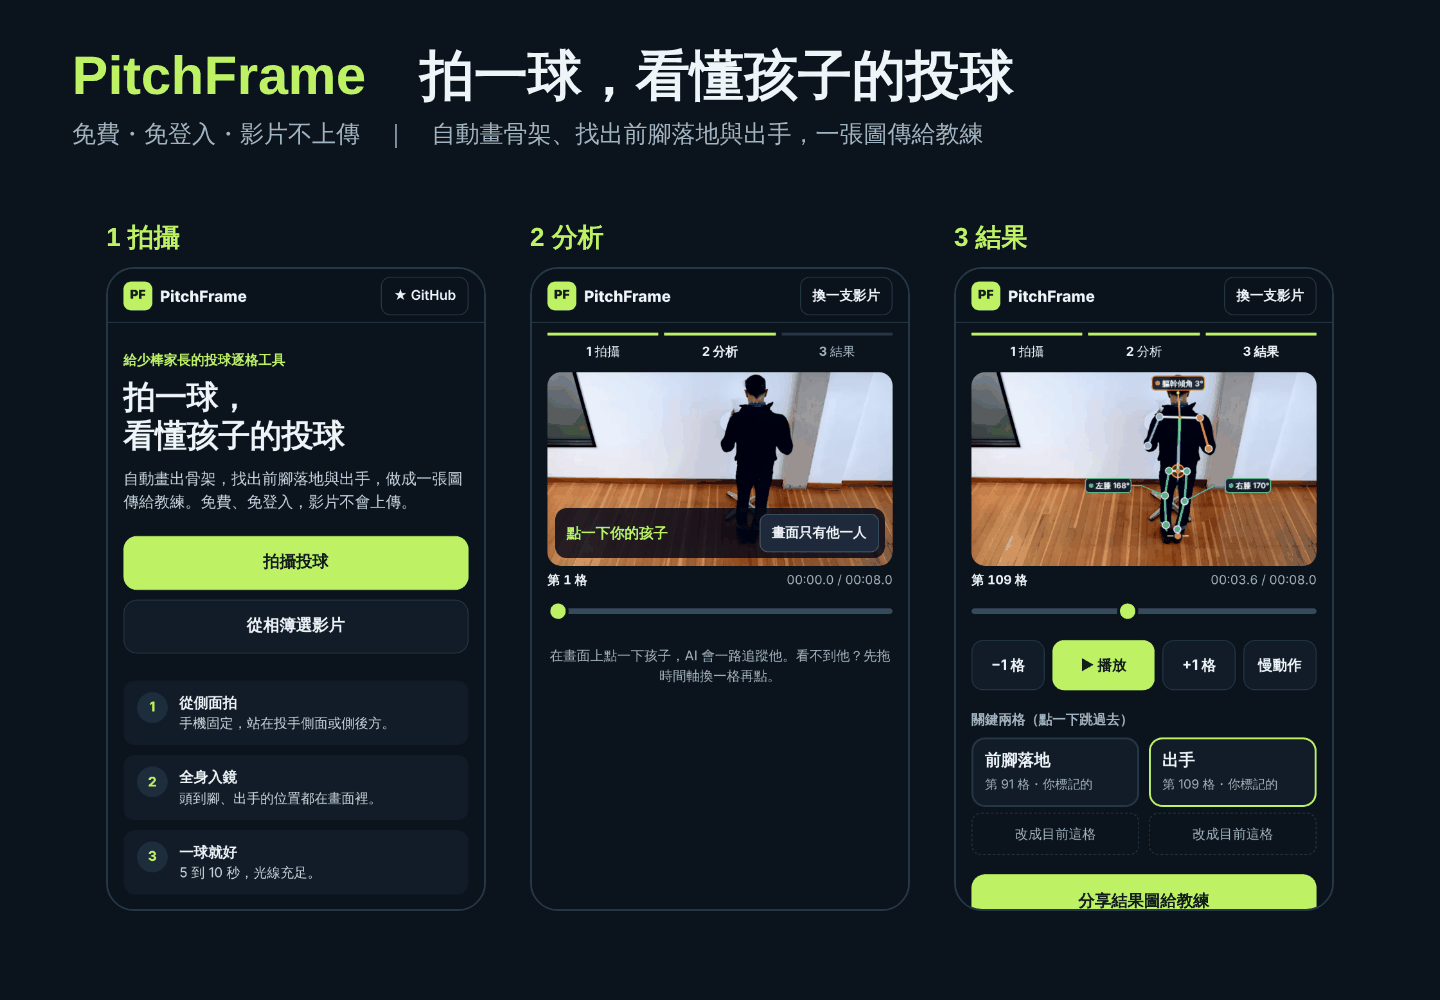 PitchFrame 拍一球，看懂孩子的投球
免費・免登入・影片不上傳 ｜ 自動畫骨架、找出前腳落地與出手，一張圖傳給教練
1 拍攝
PF PitchFrame ★ GitHub
給少棒家長的投球逐格工具
拍一球，
看懂孩子的投球
自動畫出骨架，找出前腳落地與出手，做成一張圖
傳給教練。免費、免登入，影片不會上傳。
拍攝投球
從相簿選影片
1 從側面拍
手機固定，站在投手側面或側後方。
2 全身入鏡
頭到腳、出手的位置都在畫面裡。
3 一球就好
5 到 10 秒，光線充足。
2 分析
PF PitchFrame 換一支影片
1 拍攝 2 分析 3 結果
點一下你的孩子 畫面只有他一人
第 1 格 00:00.0 / 00:08.0
在畫面上點一下孩子，AI 會一路追蹤他。看不到他？先拖
時間軸換一格再點。
3 結果
PF PitchFrame 換一支影片
1 拍攝 2 分析 3 結果
軀幹傾角 3°
左膝 168° 右膝 170°
第 109 格 00:03.6 / 00:08.0
−1 格 ▶ 播放 +1 格 慢動作
關鍵兩格（點一下跳過去）
前腳落地 出手
第 91 格・你標記的 第 109 格・你標記的
改成目前這格 改成目前這格
分享結果圖給教練